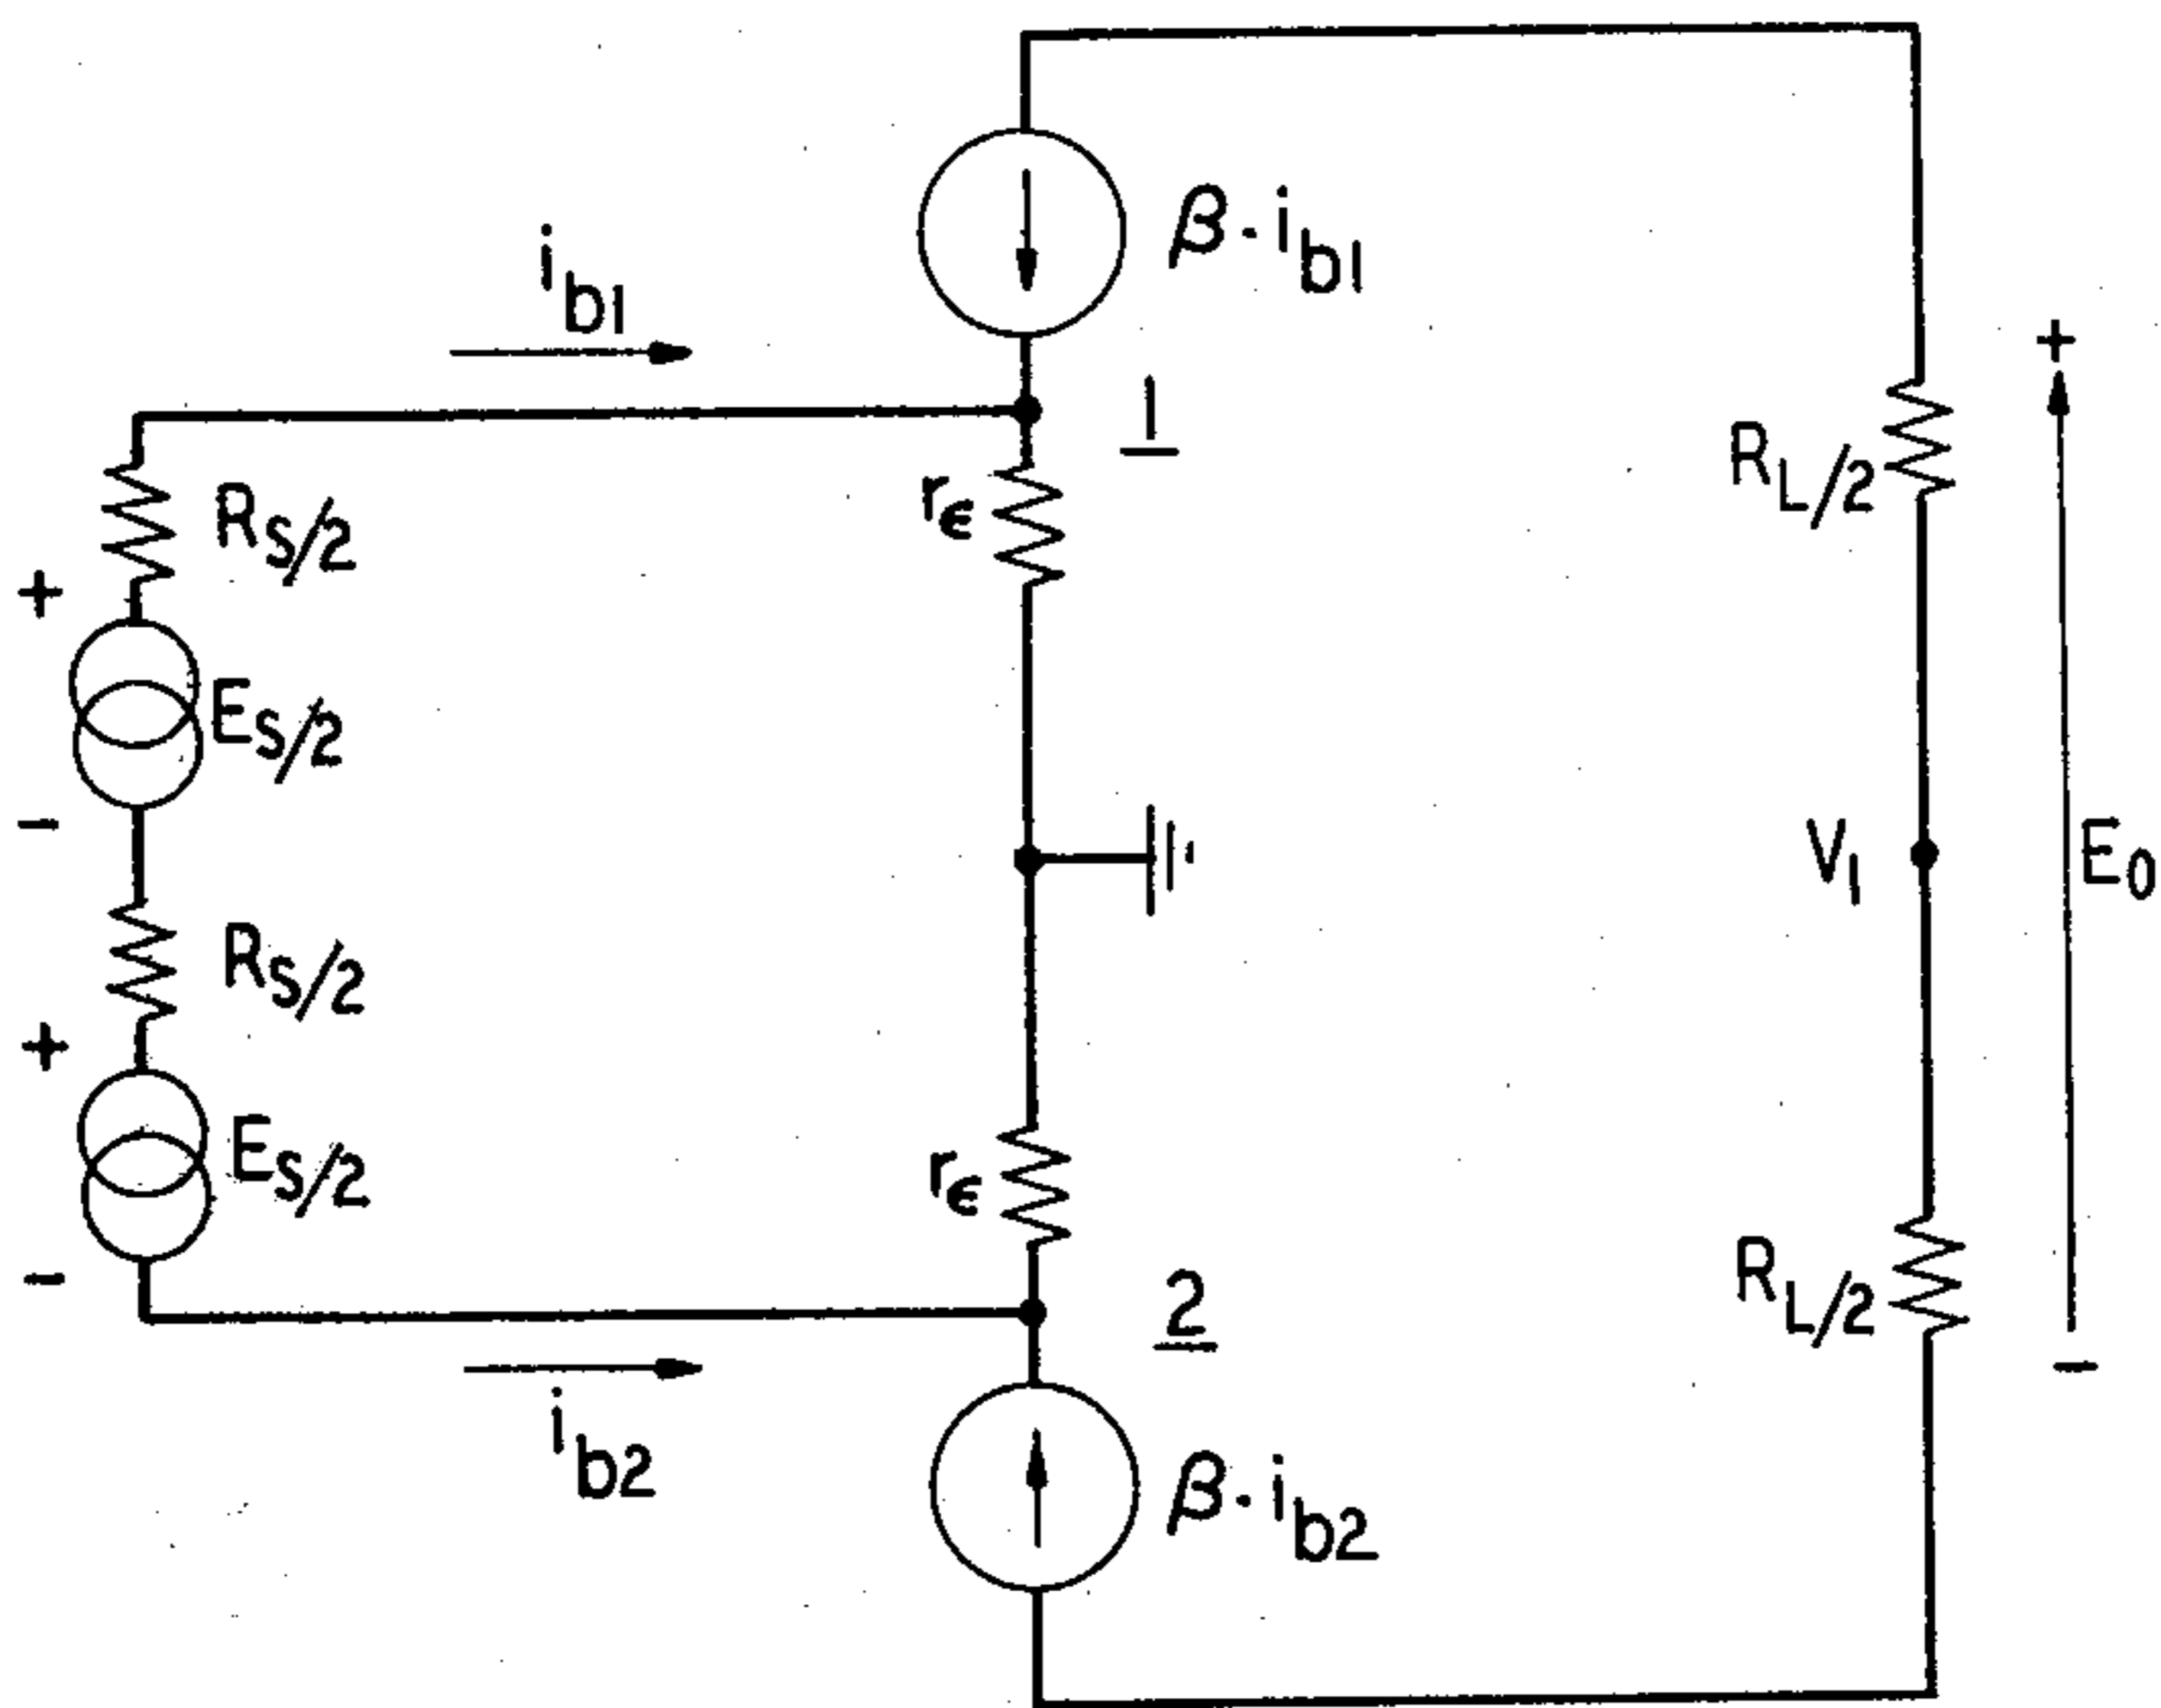 β·i_b1
i_b1
1
+
r_ϵ
R_L/2
R_S/2
+
E_S/2
−
V_1
E_0
R_S/2
+
E_S/2
r_ϵ
R_L/2
−
2
−
i_b2
β·i_b2